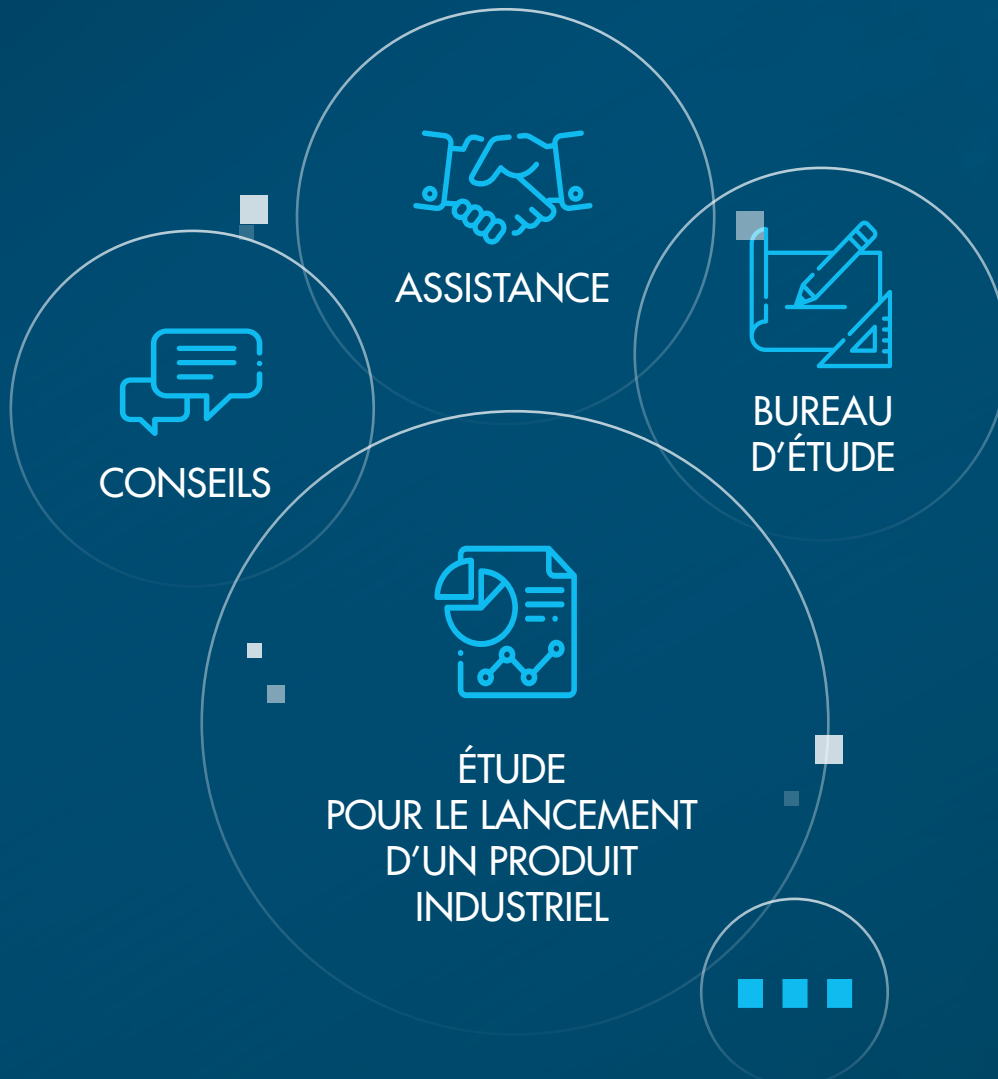 ASSISTANCE
BUREAU
D’ÉTUDE
CONSEILS
ÉTUDE
POUR LE LANCEMENT
D’UN PRODUIT
INDUSTRIEL